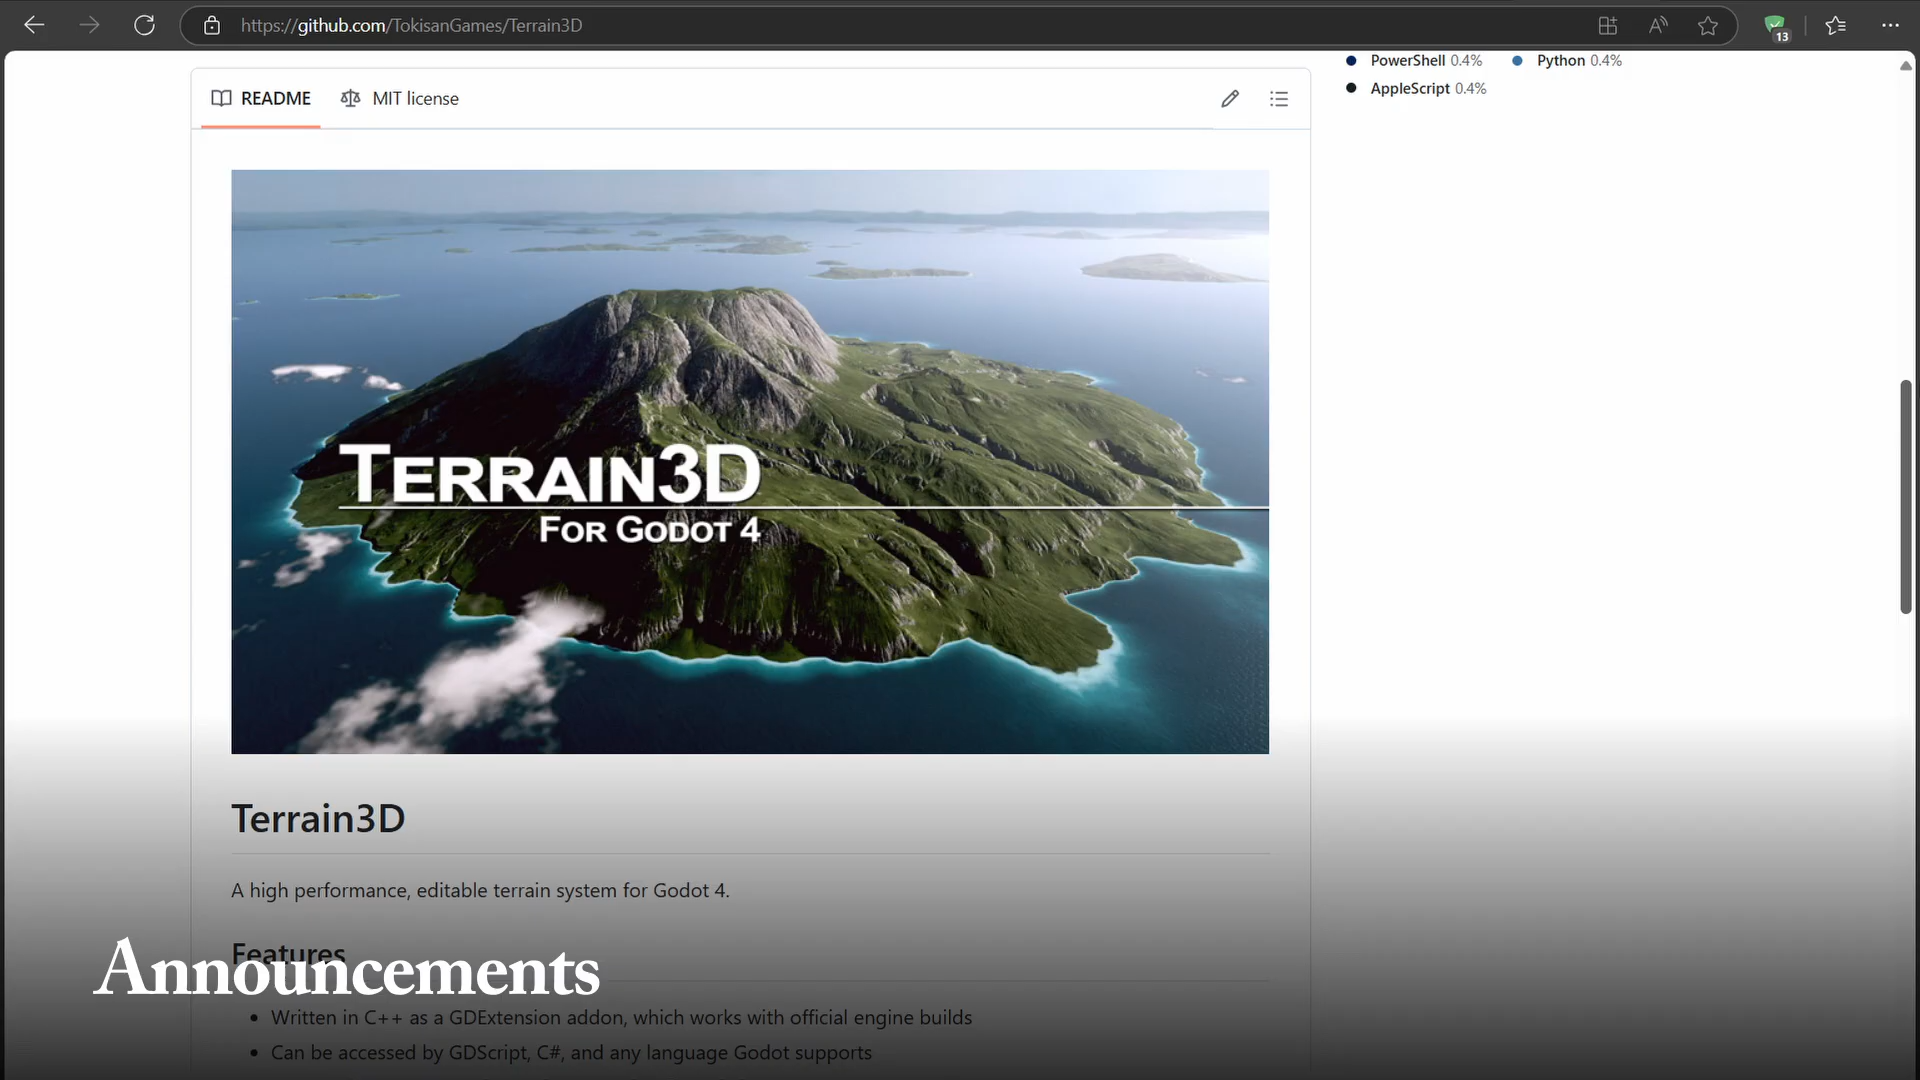 https://github.com/TokisanGames/Terrain3D
13
PowerShell 0.4%
Python 0.4%
AppleScript 0.4%
README
MIT license
TERRAIN3D
FOR GODOT 4
Terrain3D
A high performance, editable terrain system for Godot 4.
Features
Announcements
• Written in C++ as a GDExtension addon, which works with official engine builds
• Can be accessed by GDScript, C#, and any language Godot supports